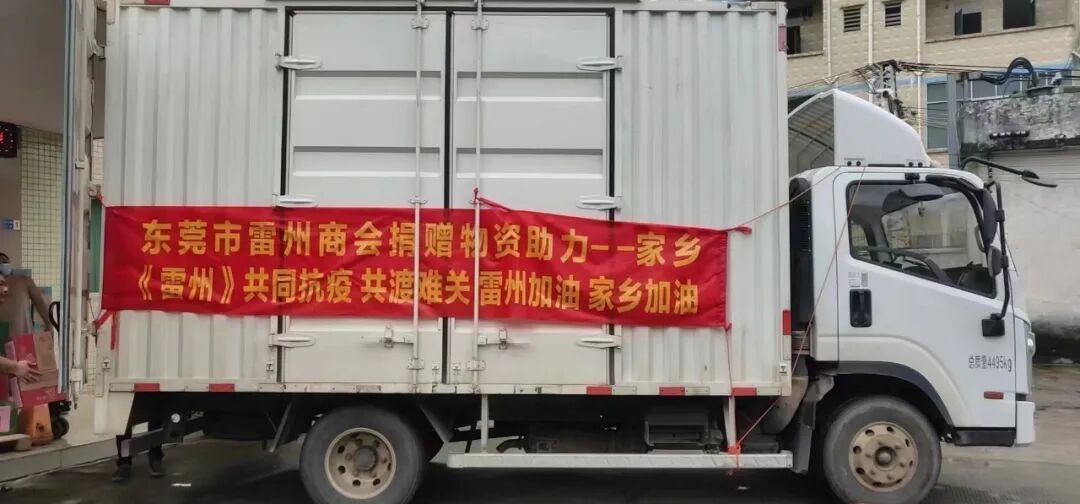 东莞市雷州商会捐赠物资助力--家乡
《雷州》共同抗疫 共渡难关 雷州加油 家乡加油
总质量4495kg